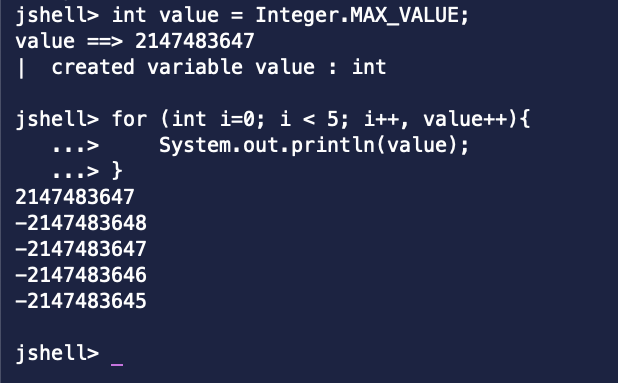 jshell> int value = Integer.MAX_VALUE;
value ==> 2147483647
|  created variable value : int

jshell> for (int i=0; i < 5; i++, value++){
   ...>     System.out.println(value);
   ...> }
2147483647
-2147483648
-2147483647
-2147483646
-2147483645

jshell> _